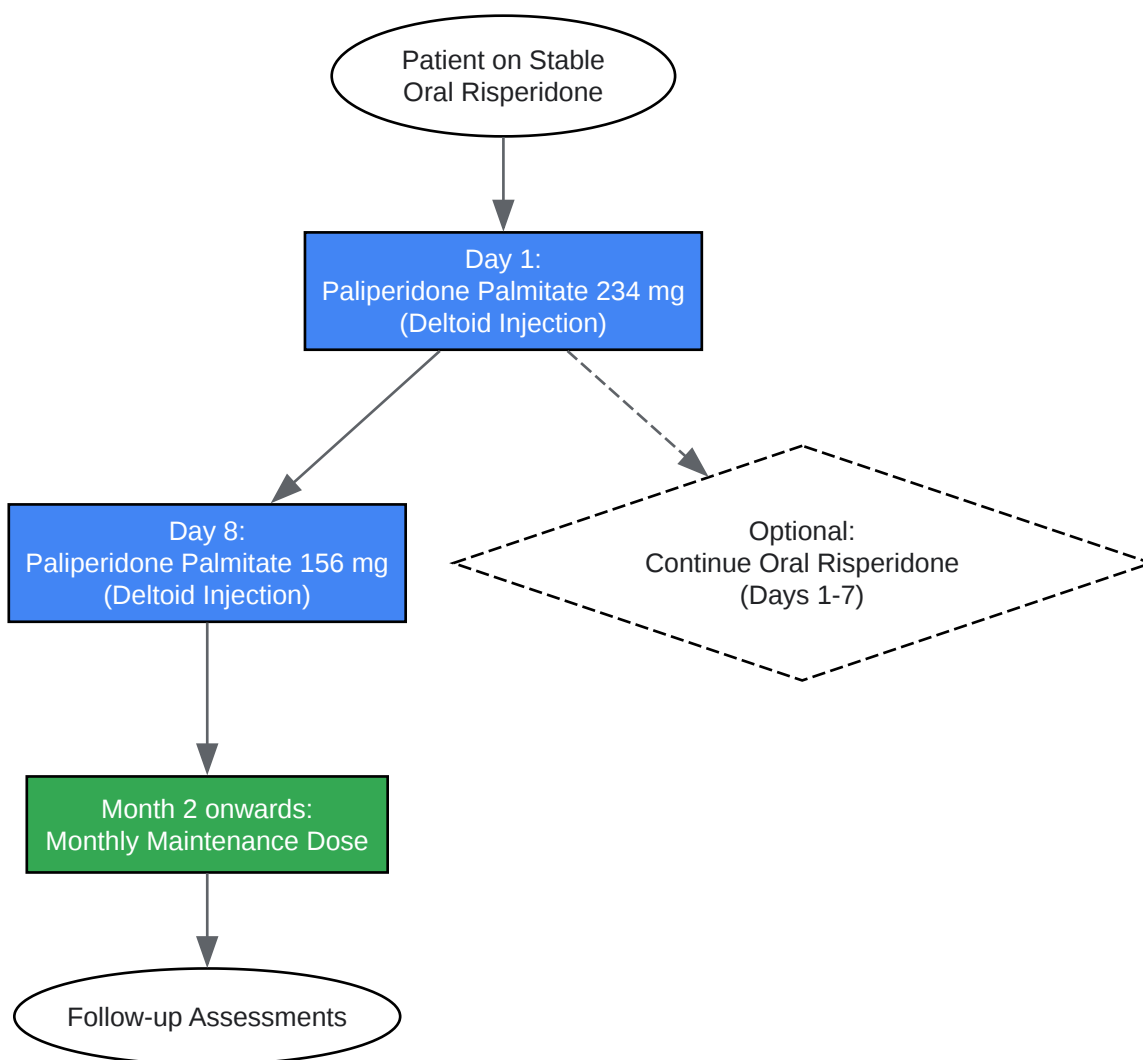 Patient on Stable
Oral Risperidone
Day 1:
Paliperidone Palmitate 234 mg
(Deltoid Injection)
Day 8:
Paliperidone Palmitate 156 mg
(Deltoid Injection)
Optional:
Continue Oral Risperidone
(Days 1-7)
Month 2 onwards:
Monthly Maintenance Dose
Follow-up Assessments